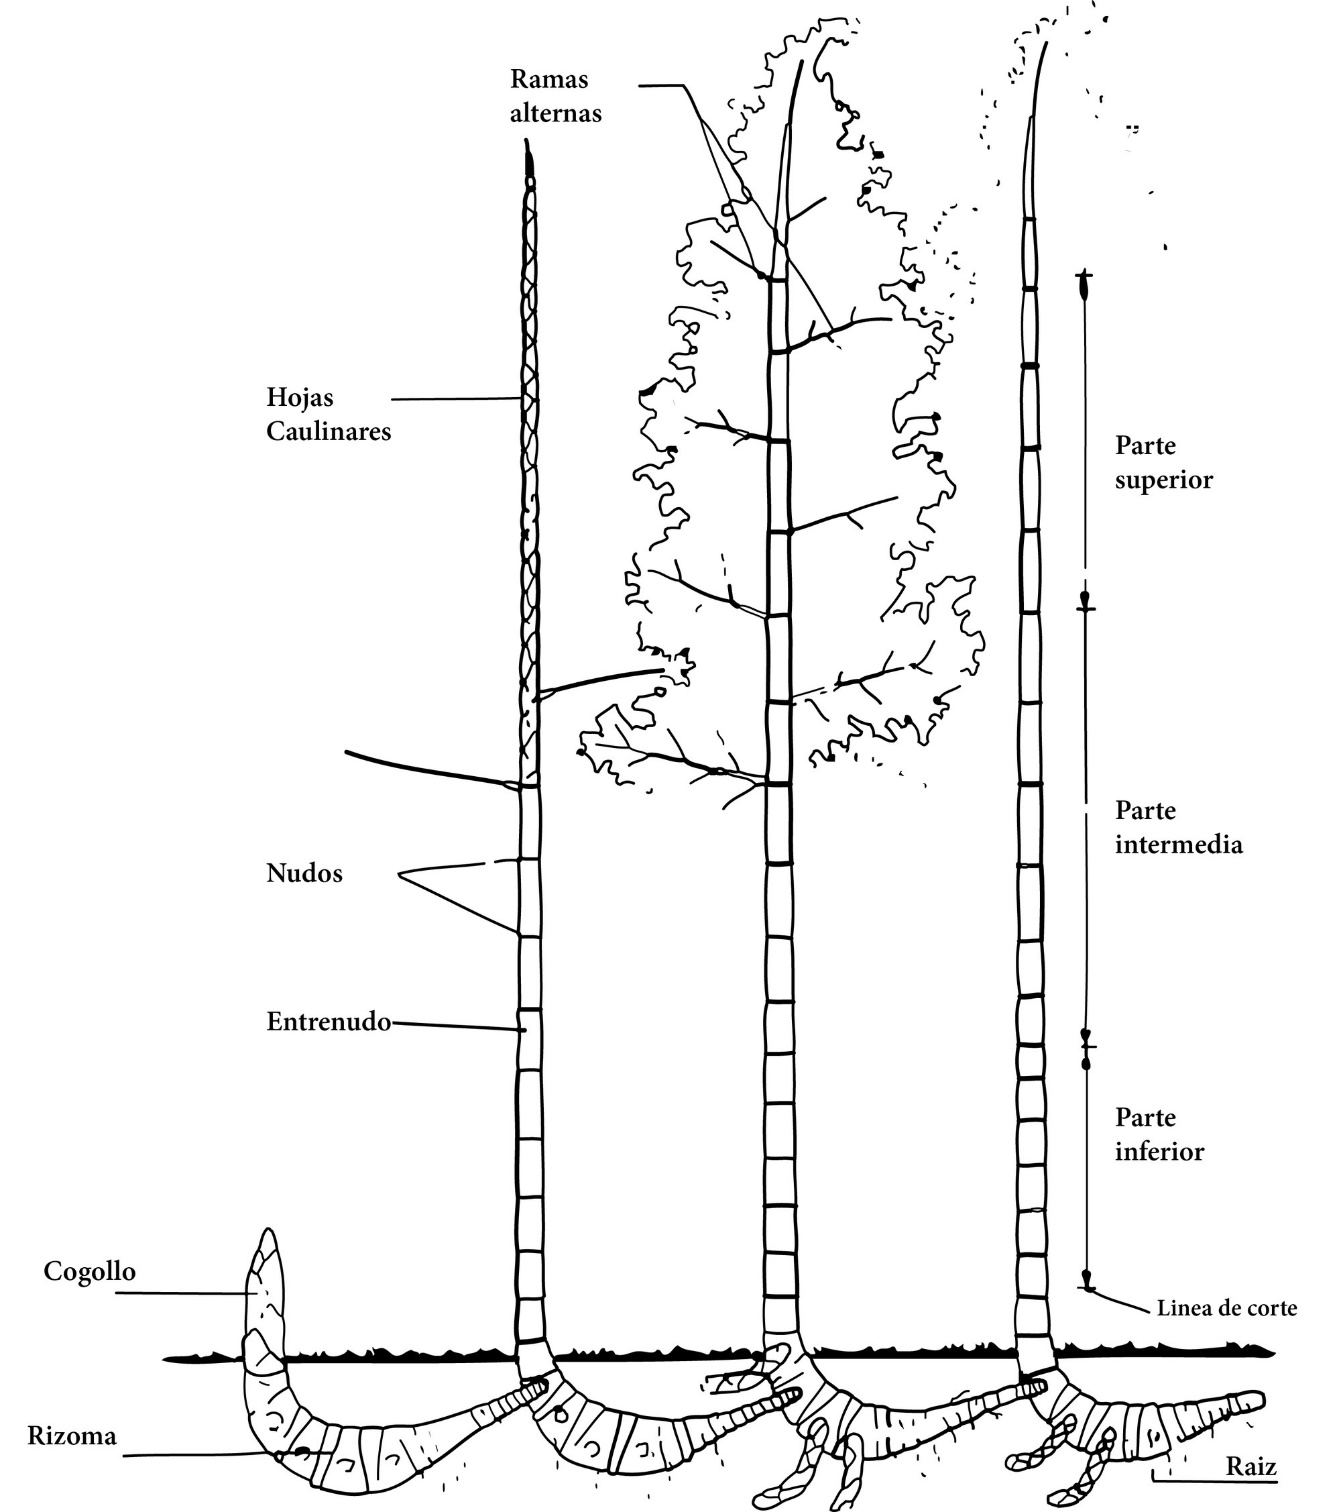 Ramas
alternas
Hojas
Caulinares
Parte
superior
Nudos
Parte
intermedia
Entrenudo
Parte
inferior
Cogollo
Linea de corte
Rizoma
Raiz